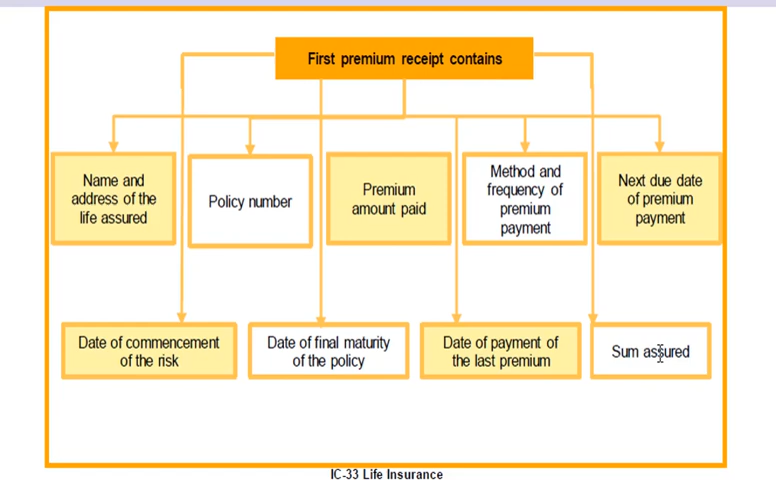 First premium receipt contains
Name and
address of the
life assured
Policy number
Premium
amount paid
Method and
frequency of
premium
payment
Next due date
of premium
payment
Date of commencement
of the risk
Date of final maturity
of the policy
Date of payment of
the last premium
Sum assured
IC-33 Life Insurance